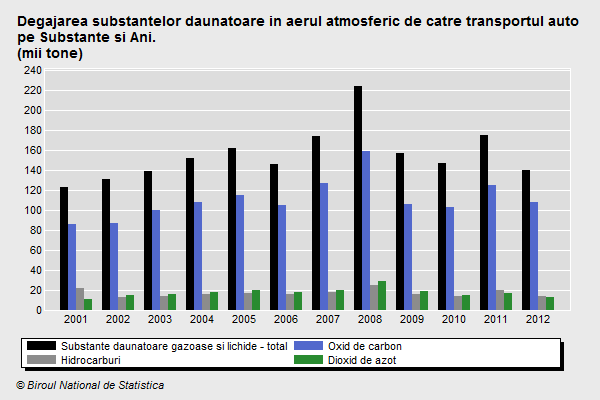 Degajarea substantelor daunatoare in aerul atmosferic de catre transportul auto
pe Substante si Ani.
(mii tone)
240
220
200
180
160
140
120
100
80
60
40
20
0
2001 2002 2003 2004 2005 2006 2007 2008 2009 2010 2011 2012
Substante daunatoare gazoase si lichide - total Oxid de carbon
Hidrocarburi Dioxid de azot
© Biroul National de Statistica